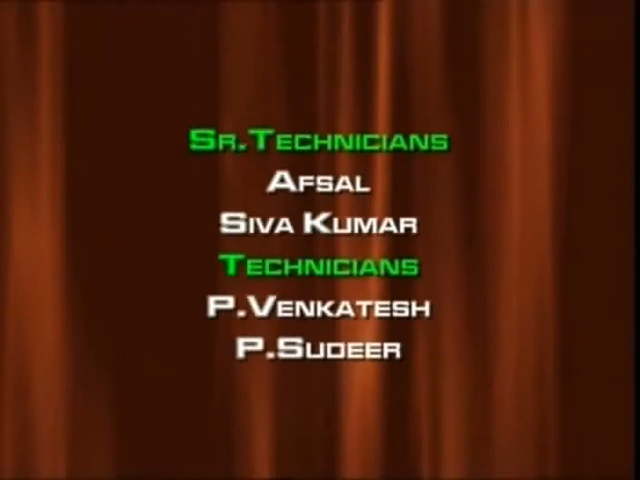 Sr.Technicians
Afsal
Siva Kumar
Technicians
P.Venkatesh
P.Sudeer